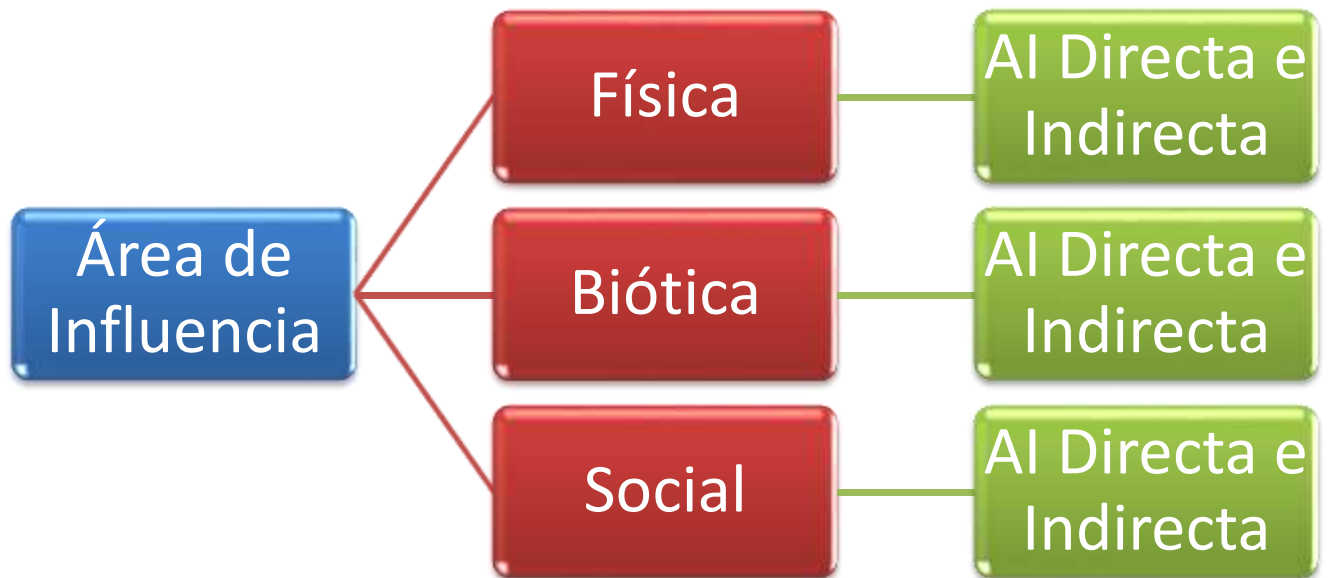 Área de
Influencia
Física
AI Directa e
Indirecta
Biótica
AI Directa e
Indirecta
Social
AI Directa e
Indirecta